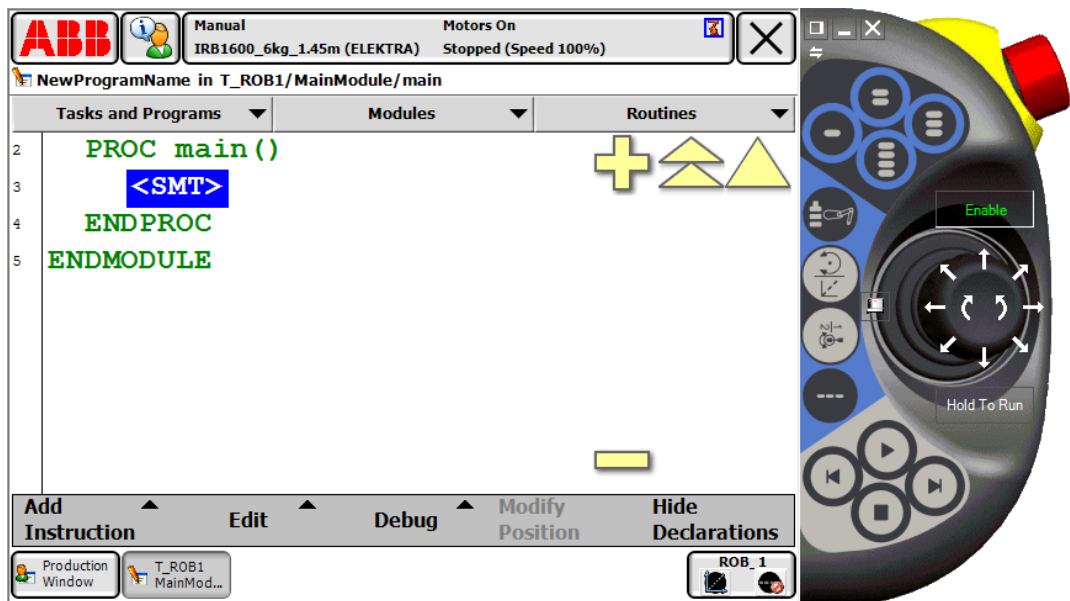 ABB
Manual
Motors On
IRB1600_6kg_1.45m (ELEKTRA)
Stopped (Speed 100%)
NewProgramName in T_ROB1/MainModule/main
Tasks and Programs
Modules
Routines
2 PROC main()
3 <SMT>
4 ENDPROC
5 ENDMODULE
Enable
Hold To Run
Add
Instruction
Edit
Debug
Modify
Position
Hide
Declarations
Production
Window
T_ROB1
MainMod...
ROB_1